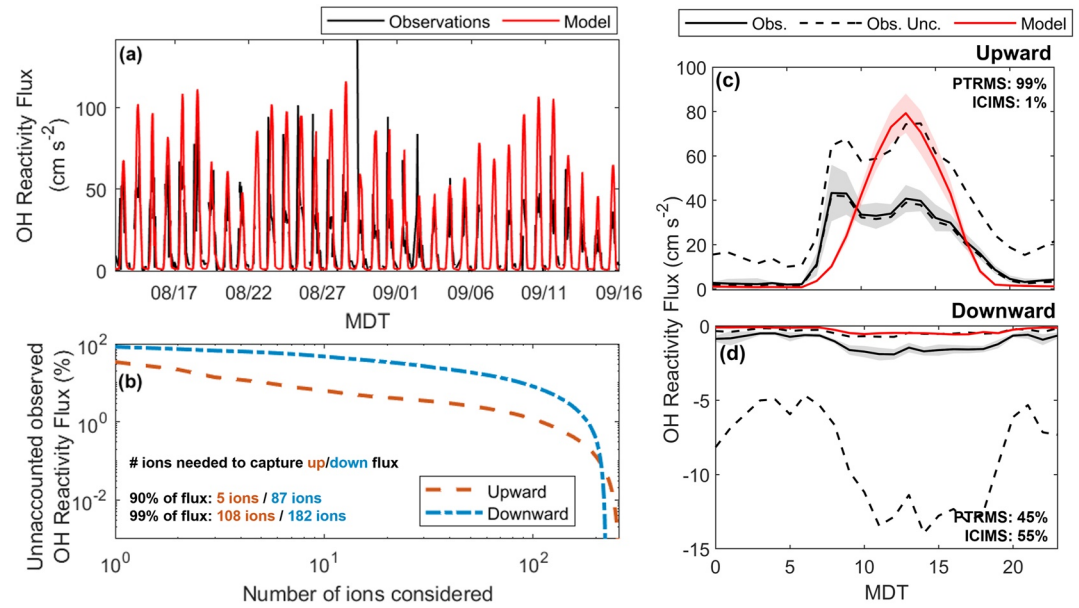 Observations Model
(a)
OH Reactivity Flux
(cm s⁻²)
100
50
0
08/17 08/22 08/27 09/01 09/06 09/11 09/16
MDT
(b)
Unaccounted observed
OH Reactivity Flux (%)
10²
10⁰
10⁻²
# ions needed to capture up/down flux
90% of flux: 5 ions / 87 ions
99% of flux: 108 ions / 182 ions
Upward
Downward
10⁰ 10¹ 10²
Number of ions considered
Obs. Obs. Unc. Model
Upward
(c)
PTRMS: 99%
ICIMS: 1%
100
80
60
40
20
0
OH Reactivity Flux (cm s⁻²)
Downward
(d)
0
-5
-10
-15
PTRMS: 45%
ICIMS: 55%
0 5 10 15 20
MDT